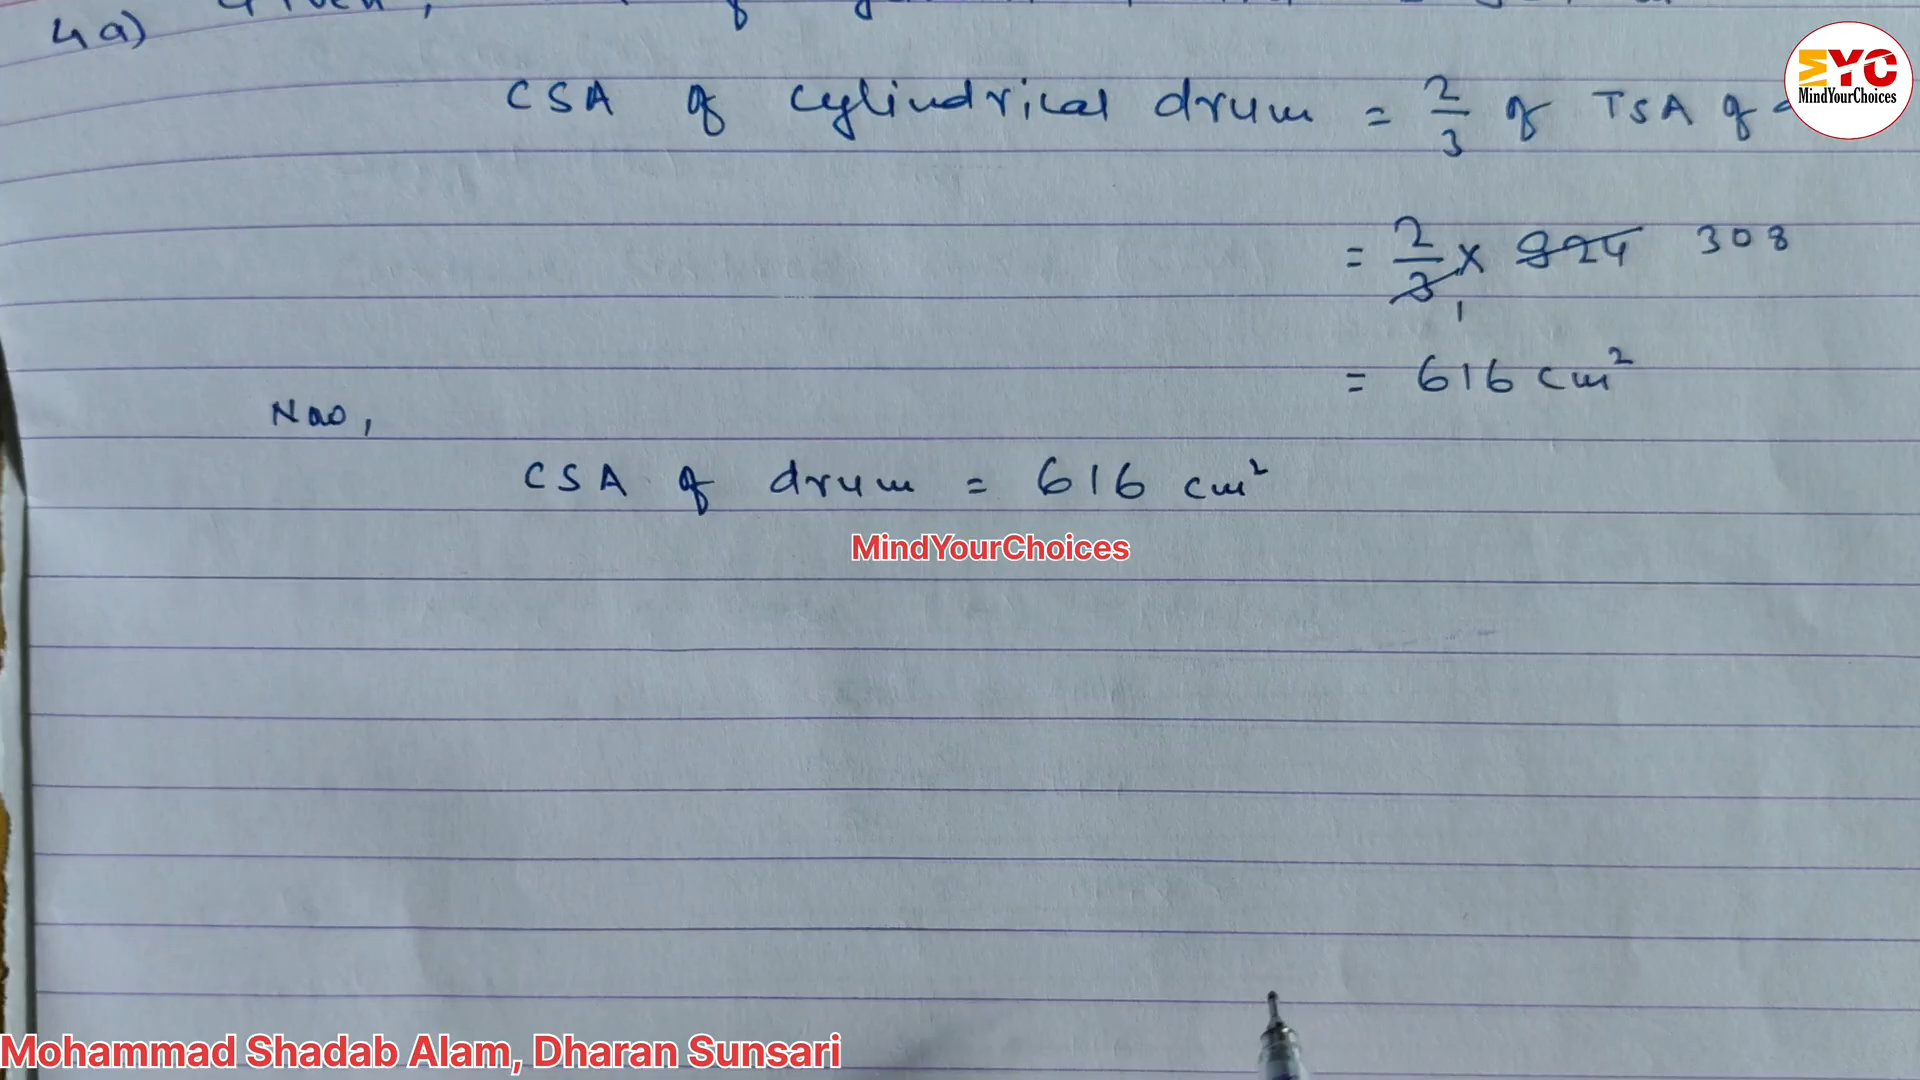 4a)
CSA of cylindrical drum = 2/3 of TSA of
= 2/3 x 924 308
1
= 616 cm²
Now,
CSA of drum = 616 cm²
MYC
MindYourChoices
MindYourChoices
Mohammad Shadab Alam, Dharan Sunsari